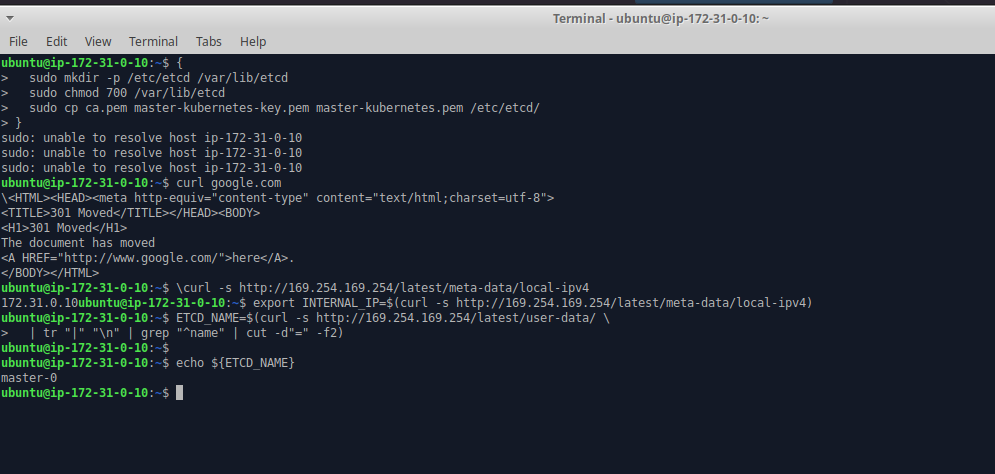 Terminal - ubuntu@ip-172-31-0-10: ~
File Edit View Terminal Tabs Help
ubuntu@ip-172-31-0-10:~$ {
>   sudo mkdir -p /etc/etcd /var/lib/etcd
>   sudo chmod 700 /var/lib/etcd
>   sudo cp ca.pem master-kubernetes-key.pem master-kubernetes.pem /etc/etcd/
> }
sudo: unable to resolve host ip-172-31-0-10
sudo: unable to resolve host ip-172-31-0-10
sudo: unable to resolve host ip-172-31-0-10
ubuntu@ip-172-31-0-10:~$ curl google.com
\<HTML><HEAD><meta http-equiv="content-type" content="text/html;charset=utf-8">
<TITLE>301 Moved</TITLE></HEAD><BODY>
<H1>301 Moved</H1>
The document has moved
<A HREF="http://www.google.com/">here</A>.
</BODY></HTML>
ubuntu@ip-172-31-0-10:~$ \curl -s http://169.254.169.254/latest/meta-data/local-ipv4
172.31.0.10ubuntu@ip-172-31-0-10:~$ export INTERNAL_IP=$(curl -s http://169.254.169.254/latest/meta-data/local-ipv4)
ubuntu@ip-172-31-0-10:~$ ETCD_NAME=$(curl -s http://169.254.169.254/latest/user-data/ \
>   | tr "|" "\n" | grep "^name" | cut -d"=" -f2)
ubuntu@ip-172-31-0-10:~$
ubuntu@ip-172-31-0-10:~$ echo ${ETCD_NAME}
master-0
ubuntu@ip-172-31-0-10:~$